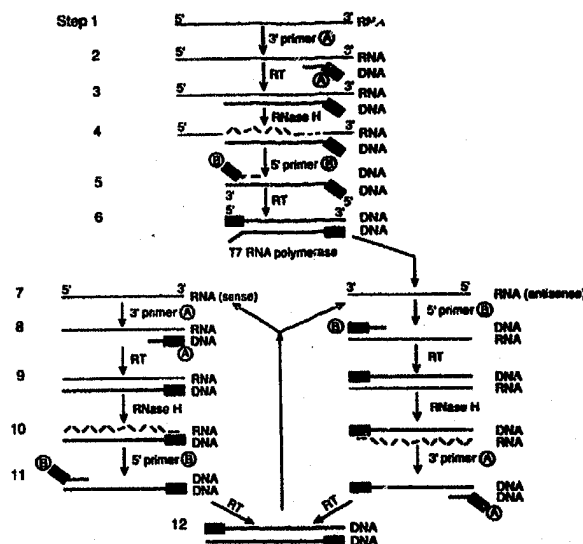 Step 1 5' 3' RNA
3' primer Ⓐ
2 5' 3' RNA
RT Ⓐ DNA
3 5' 3' RNA
DNA
RNase H
4 5' 3' RNA
DNA
Ⓑ 5' primer Ⓑ DNA
5 DNA
3' RT 5'
6 5' 3' DNA
DNA
T7 RNA polymerase
7 5' 3' RNA (sense)
3' primer Ⓐ
8 RNA
DNA
RT Ⓐ
9 RNA
DNA
RNase H
10 RNA
DNA
Ⓑ 5' primer Ⓑ
11 DNA
DNA
RT
3' 5' RNA (antisense)
5' primer Ⓑ
Ⓑ DNA
RNA
RT
DNA
RNA
RNase H
DNA
RNA
3' primer Ⓐ
DNA
DNA
RT Ⓐ
12 DNA
DNA